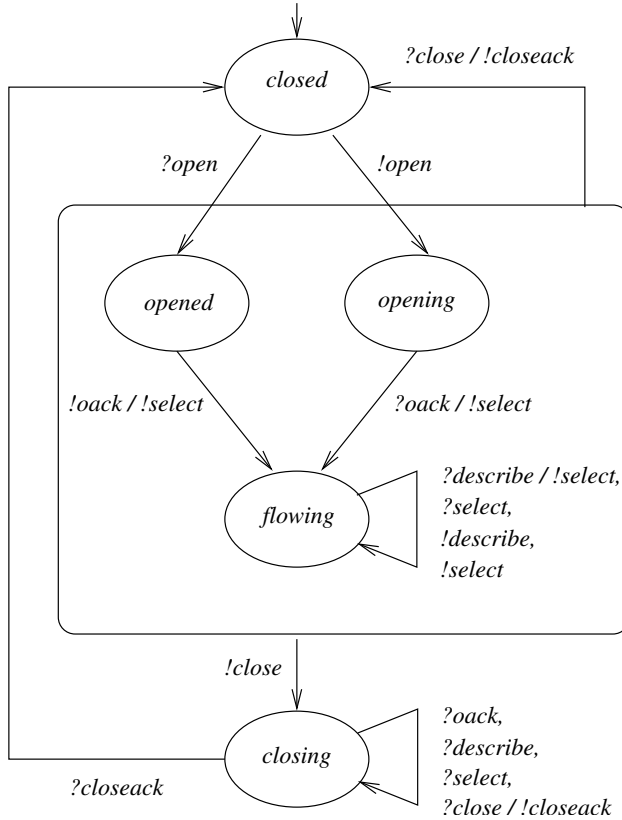 closed
?close / !closeack
?open
!open
opened
opening
!oack / !select
?oack / !select
flowing
?describe / !select,
?select,
!describe,
!select
!close
closing
?oack,
?describe,
?select,
?close / !closeack
?closeack